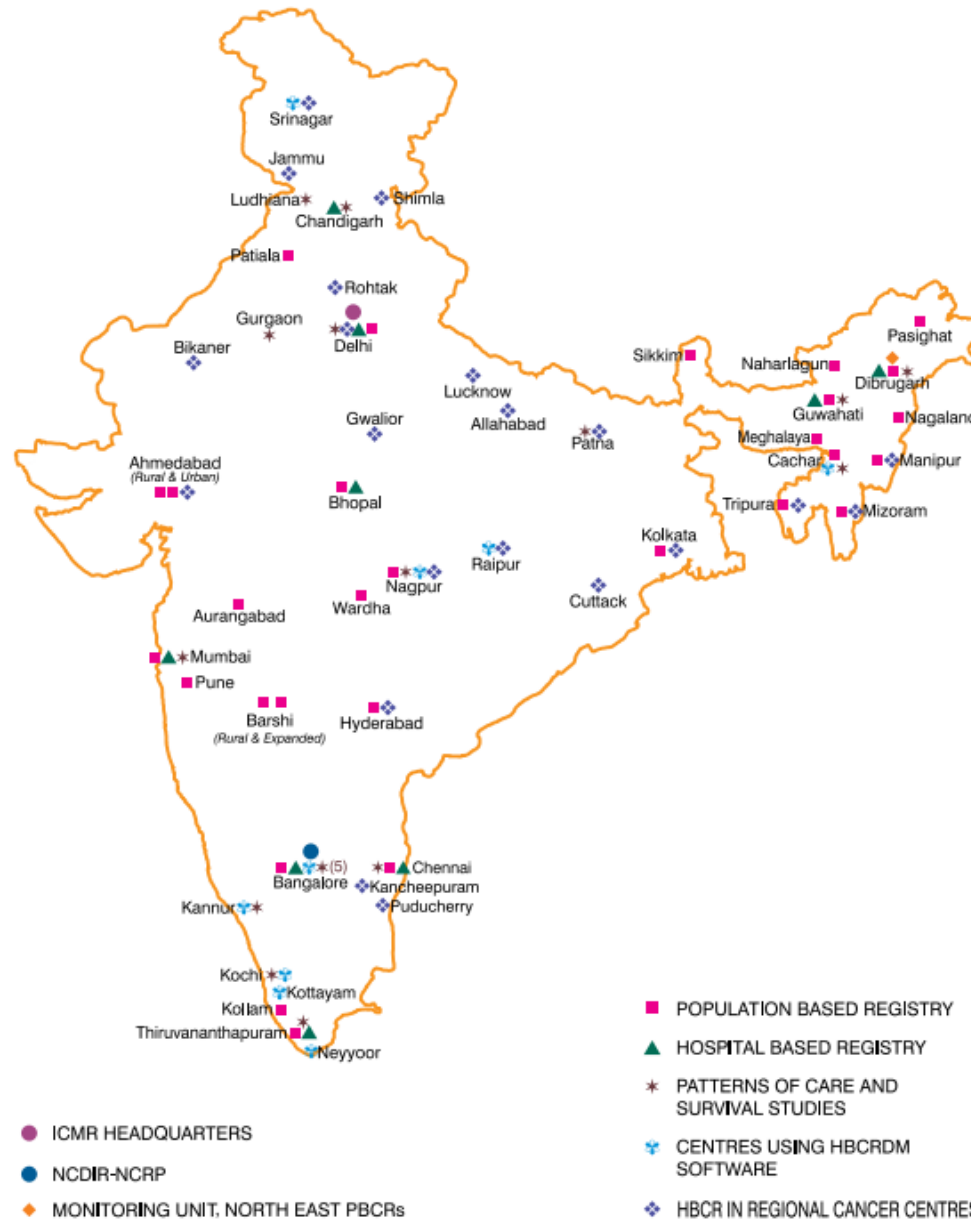 Srinagar
Jammu
Ludhiana
Shimla
Chandigarh
Patiala
Rohtak
Gurgaon
Delhi
Bikaner
Sikkim
Pasighat
Naharlagun
Dibrugarh
Lucknow
Allahabad
Guwahati
Nagaland
Gwalior
Patna
Meghalaya
Cachar
Manipur
Ahmedabad
(Rural & Urban)
Bhopal
Tripura
Mizoram
Kolkata
Raipur
Nagpur
Wardha
Cuttack
Aurangabad
Mumbai
Pune
Barshi
(Rural & Expanded)
Hyderabad
(5)
Bangalore
Chennai
Kancheepuram
Kannur
Puducherry
Kochi
Kottayam
Kollam
Thiruvananthapuram
Neyyoor
POPULATION BASED REGISTRY
HOSPITAL BASED REGISTRY
PATTERNS OF CARE AND
SURVIVAL STUDIES
CENTRES USING HBCRDM
SOFTWARE
HBCR IN REGIONAL CANCER CENTRES
ICMR HEADQUARTERS
NCDIR-NCRP
MONITORING UNIT, NORTH EAST PBCRs